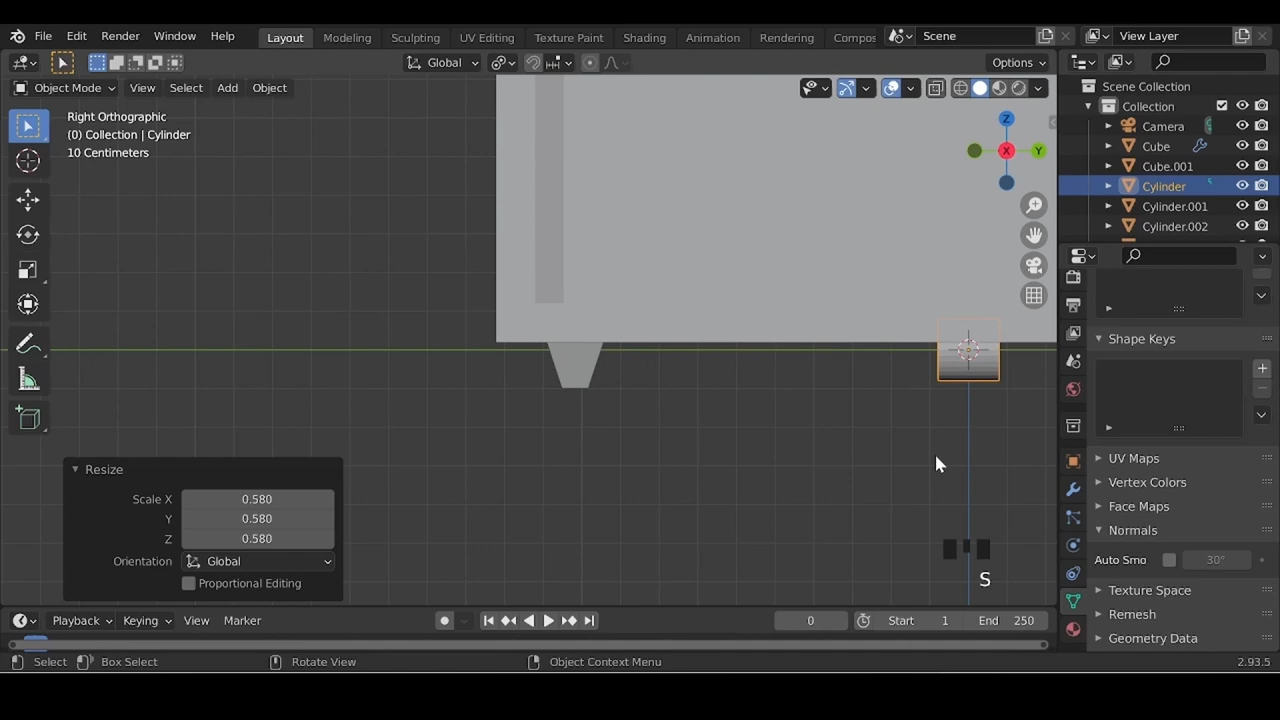 File Edit Render Window Help Layout Modeling Sculpting UV Editing Texture Paint Shading Animation Rendering Compos Scene View Layer
Global Options
Object Mode View Select Add Object
Right Orthographic
(0) Collection | Cylinder
10 Centimeters
Z
X
Y
Scene Collection
Collection
Camera
Cube
Cube.001
Cylinder
Cylinder.001
Cylinder.002
Shape Keys
UV Maps
Vertex Colors
Face Maps
Normals
Auto Smo 30°
Texture Space
Remesh
Geometry Data
Resize
Scale X 0.580
Y 0.580
Z 0.580
Orientation Global
Proportional Editing
S
Playback Keying View Marker 0 Start 1 End 250
Select Box Select Rotate View Object Context Menu 2.93.5